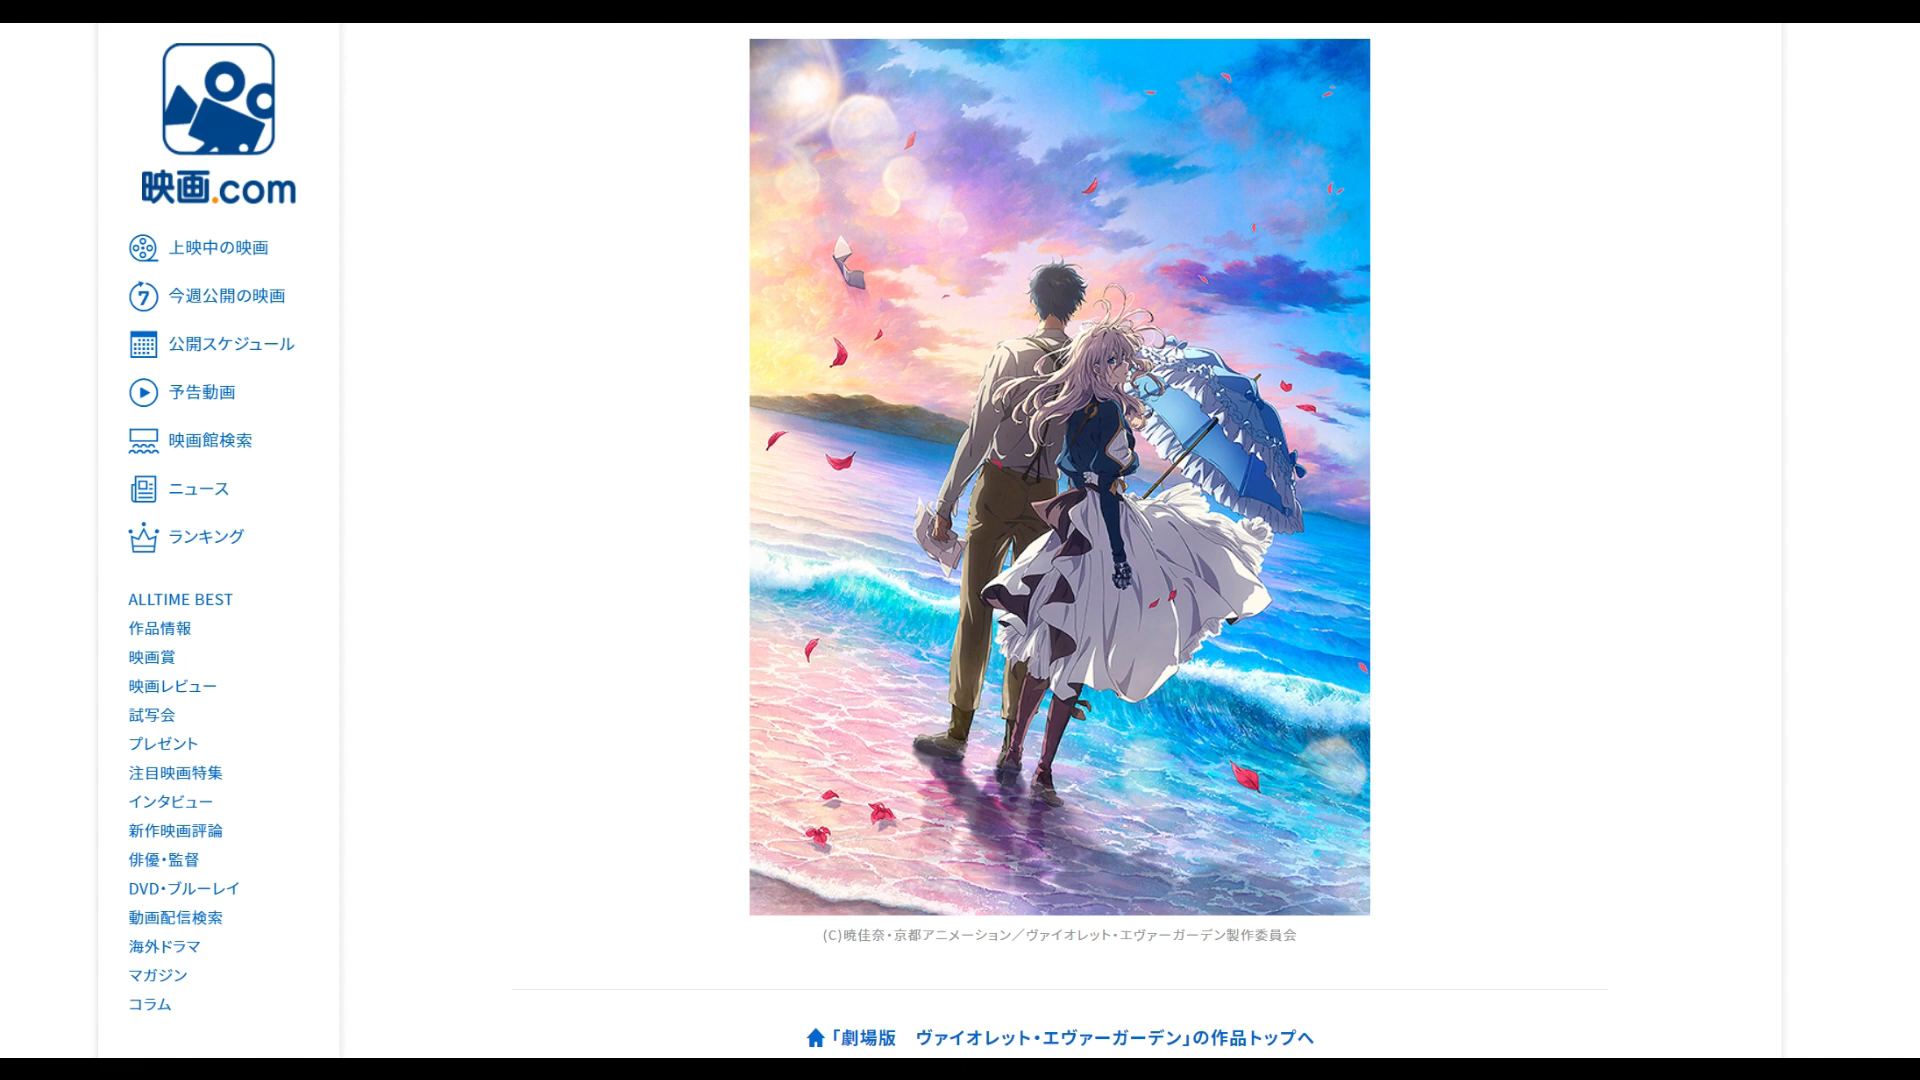 映画.com
上映中の映画
7
今週公開の映画
公開スケジュール
予告動画
映画館検索
ニュース
ランキング
ALLTIME BEST
作品情報
映画賞
映画レビュー
試写会
プレゼント
注目映画特集
インタビュー
新作映画評論
俳優・監督
DVD・ブルーレイ
動画配信検索
海外ドラマ
マガジン
コラム
(C)暁佳奈・京都アニメーション／ヴァイオレット・エヴァーガーデン製作委員会
「劇場版　ヴァイオレット・エヴァーガーデン」の作品トップへ